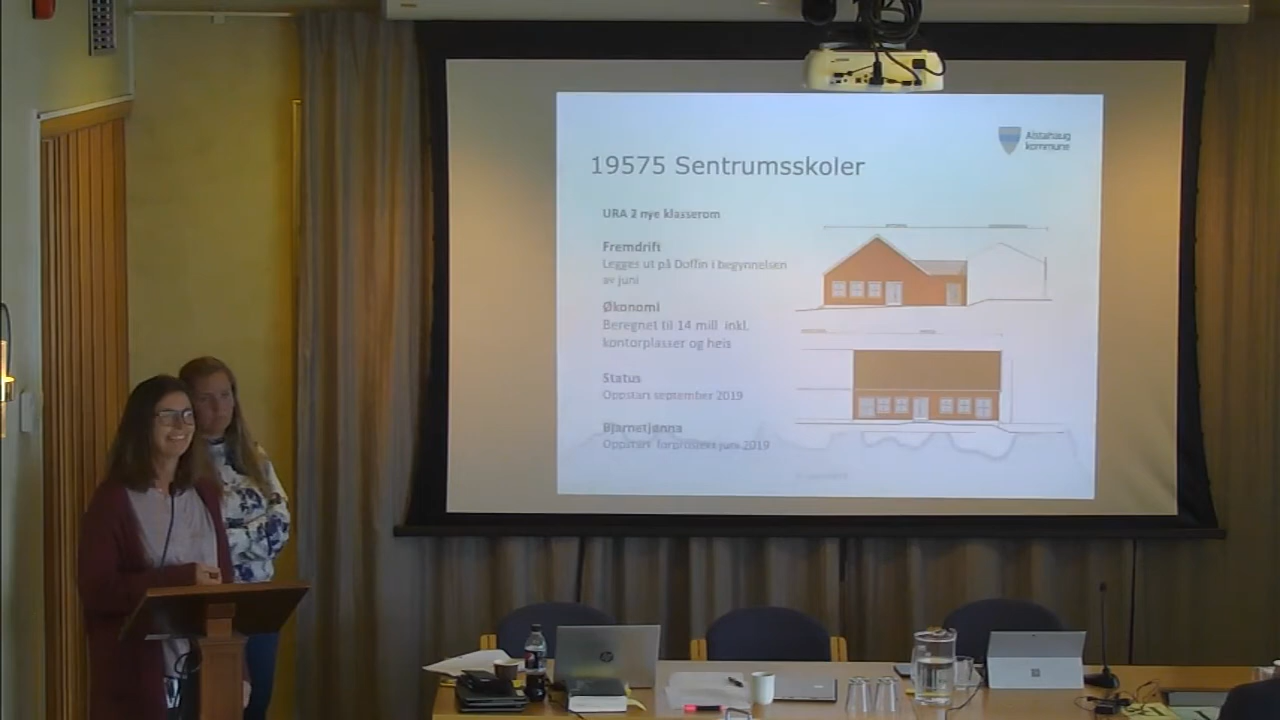 Alstahaug
kommune
19575 Sentrumsskoler
URA 2 nye klasserom
Fremdrift
Legges ut på Doffin i begynnelsen
av juni
Økonomi
Beregnet til 14 mill inkl.
kontorplasser og heis
Status
Oppstart september 2019
Bjarnetjønna
Oppstart forprosjekt juni 2019
hp